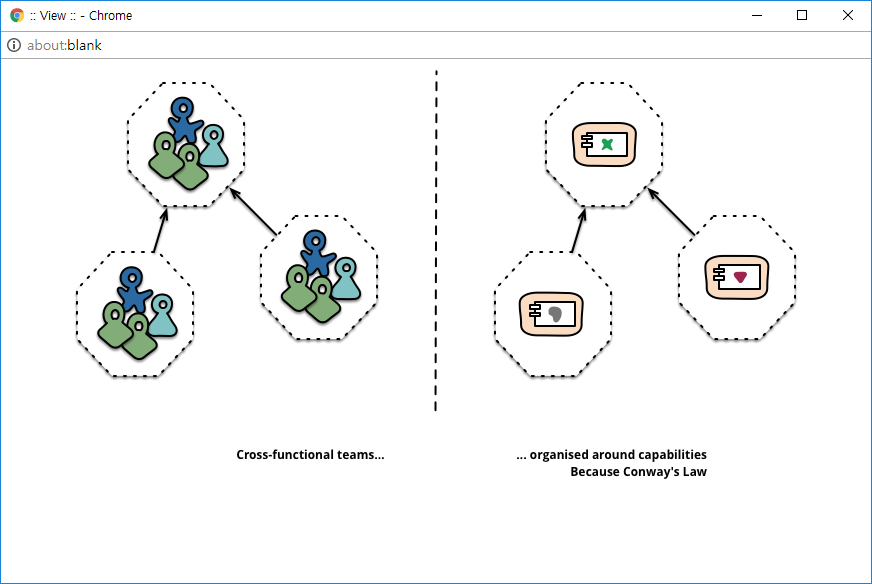 :: View :: - Chrome
about:blank
Cross-functional teams...
... organised around capabilities
Because Conway's Law